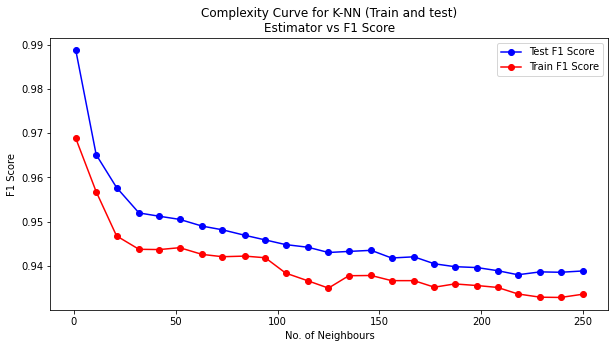 Complexity Curve for K-NN (Train and test)
Estimator vs F1 Score
Test F1 Score
Train F1 Score
F1 Score
0.99
0.98
0.97
0.96
0.95
0.94
0 50 100 150 200 250
No. of Neighbours